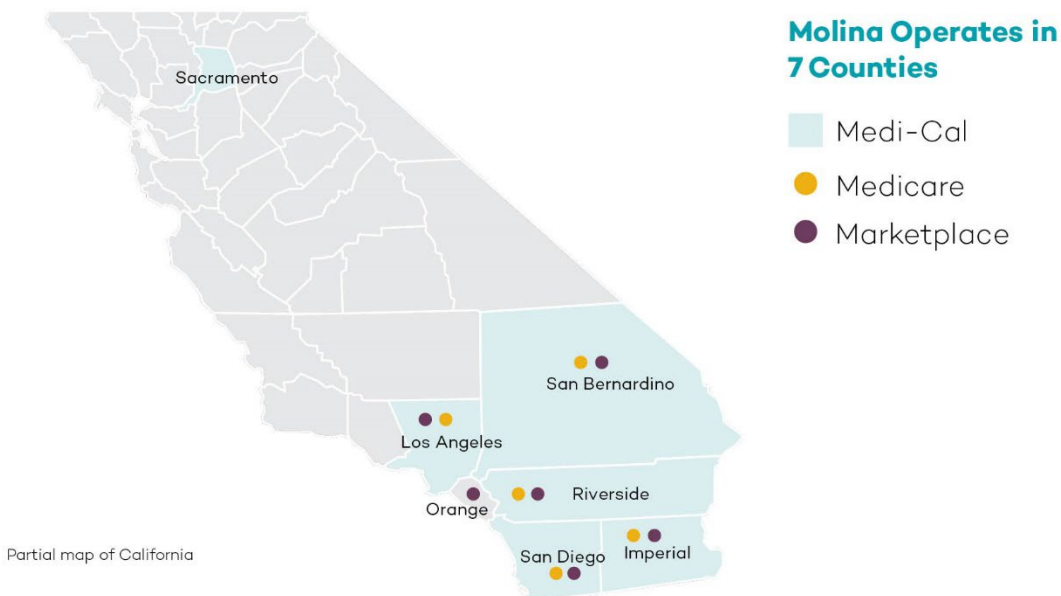 Molina Operates in
7 Counties
Medi-Cal
Medicare
Marketplace
Sacramento
San Bernardino
Los Angeles
Riverside
Orange
San Diego
Imperial
Partial map of California